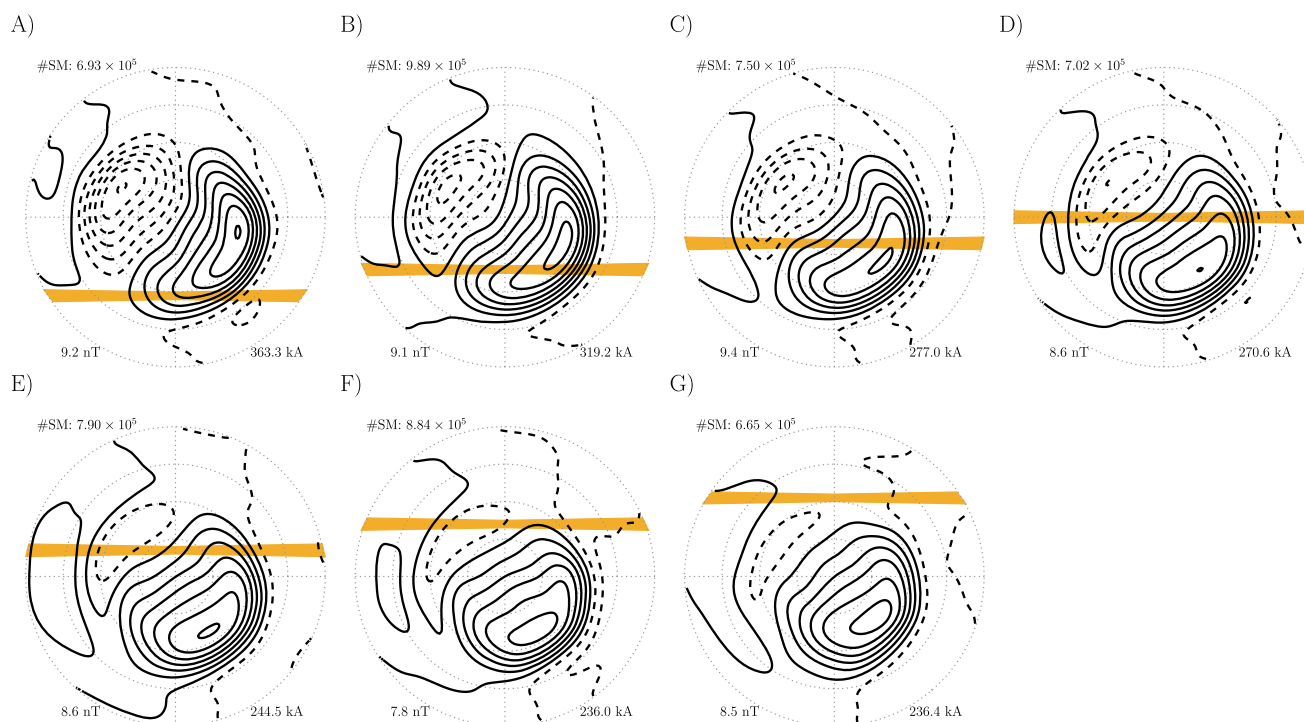 A)
B)
C)
D)
#SM: 6.93 × 10⁵
#SM: 9.89 × 10⁵
#SM: 7.50 × 10⁵
#SM: 7.02 × 10⁵
9.2 nT
363.3 kA
9.1 nT
319.2 kA
9.4 nT
277.0 kA
8.6 nT
270.6 kA
E)
F)
G)
#SM: 7.90 × 10⁵
#SM: 8.84 × 10⁵
#SM: 6.65 × 10⁵
8.6 nT
244.5 kA
7.8 nT
236.0 kA
8.5 nT
236.4 kA